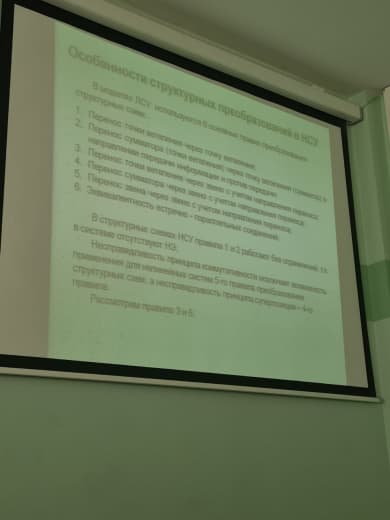 Особенности структурных преобразований в НСУ
В моделях ЛСУ используются 6 основных правил преобразования
структурных схем:
1. Перенос точки ветвления через точку ветвления;
2. Перенос сумматора (точки ветвления) через точку ветвления (сумматор) в
направлении передачи информации и против передачи;
3. Перенос точки ветвления через звено с учетом направления переноса;
4. Перенос сумматора через звено с учетом направления переноса;
5. Перенос звена через звено с учетом направления переноса;
6. Эквивалентность встречно - параллельных соединений.
В структурных схемах НСУ правила 1 и 2 работают без ограничений, т.к.
в системе отсутствуют НЭ.
Несправедливость принципа коммутативности исключает возможность
применения для нелинейных систем 5-го правила преобразования
структурных схем, а несправедливость принципа суперпозиции – 4-го
правила.
Рассмотрим правила 3 и 6.